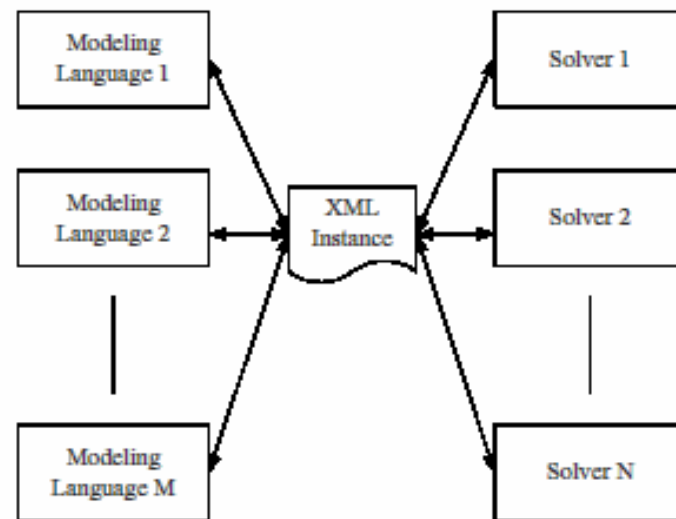 Modeling
Language 1
Solver 1
Modeling
Language 2
XML
Instance
Solver 2
Modeling
Language M
Solver N